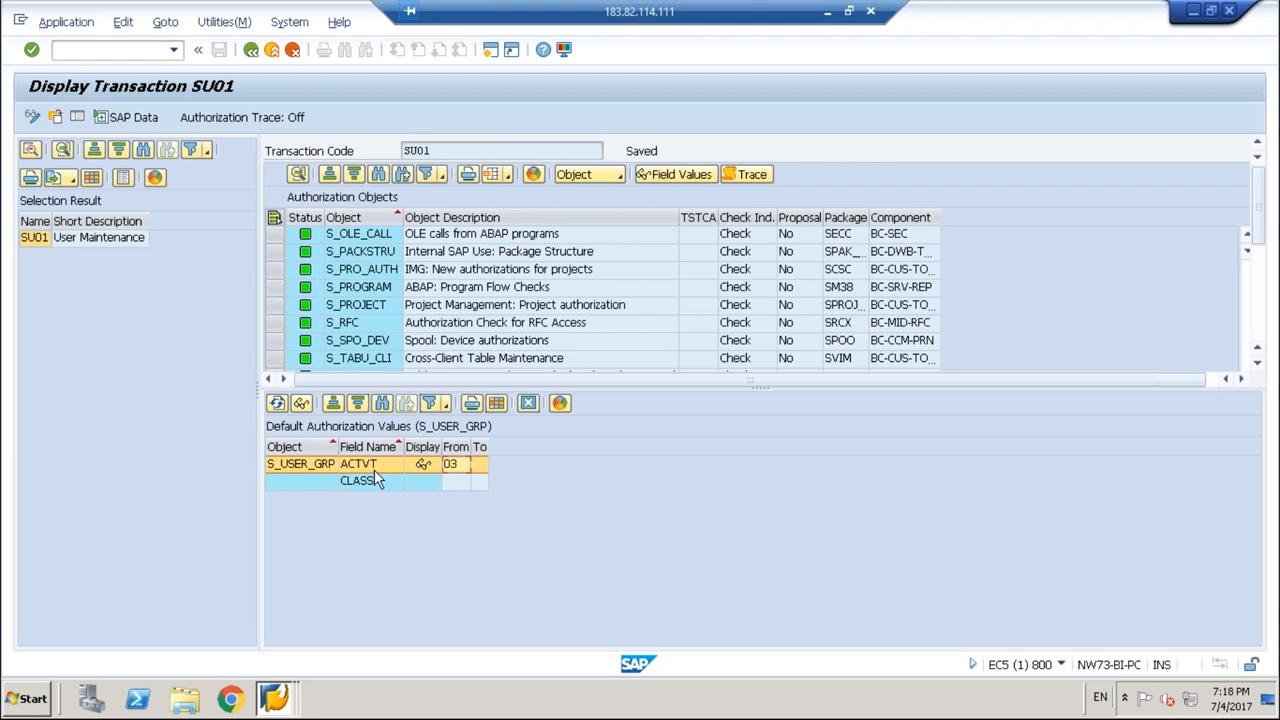 183.82.114.111
Application Edit Goto Utilities(M) System Help
Display Transaction SU01
SAP Data Authorization Trace: Off
Transaction Code SU01 Saved
Object Field Values Trace
Selection Result
Authorization Objects
Name Short Description
SU01 User Maintenance
Status Object Object Description TSTCA Check Ind. Proposal Package Component
S_OLE_CALL OLE calls from ABAP programs Check No SECC BC-SEC
S_PACKSTRU Internal SAP Use: Package Structure Check No SPAK_... BC-DWB-T...
S_PRO_AUTH IMG: New authorizations for projects Check No SCSC BC-CUS-TO...
S_PROGRAM ABAP: Program Flow Checks Check No SM38 BC-SRV-REP
S_PROJECT Project Management: Project authorization Check No SPROJ... BC-CUS-TO...
S_RFC Authorization Check for RFC Access Check No SRCX BC-MID-RFC
S_SPO_DEV Spool: Device authorizations Check No SPOO BC-CCM-PRN
S_TABU_CLI Cross-Client Table Maintenance Check No SVIM BC-CUS-TO...
Default Authorization Values (S_USER_GRP)
Object Field Name Display From To
S_USER_GRP ACTVT 03
CLASS
SAP
EC5 (1) 800 NW73-BI-PC INS
Start
EN
7:18 PM
7/4/2017